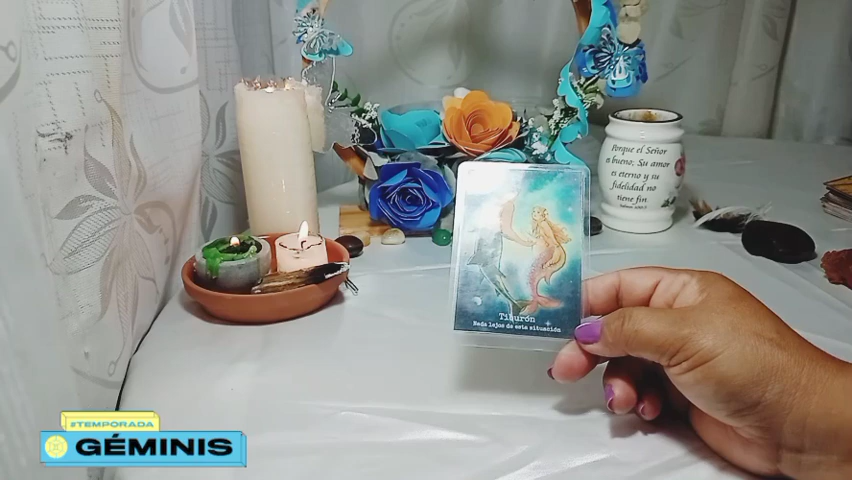 Porque el Señor
es bueno; Su amor
es eterno y su
fidelidad no
tiene fin
Tiburón
Nada lejos de esta situación
#TEMPORADA
GÉMINIS